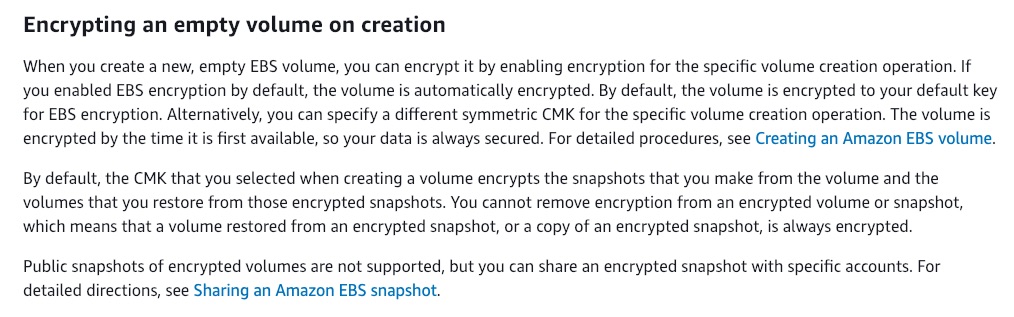 Encrypting an empty volume on creation
When you create a new, empty EBS volume, you can encrypt it by enabling encryption for the specific volume creation operation. If
you enabled EBS encryption by default, the volume is automatically encrypted. By default, the volume is encrypted to your default key
for EBS encryption. Alternatively, you can specify a different symmetric CMK for the specific volume creation operation. The volume is
encrypted by the time it is first available, so your data is always secured. For detailed procedures, see Creating an Amazon EBS volume.
By default, the CMK that you selected when creating a volume encrypts the snapshots that you make from the volume and the
volumes that you restore from those encrypted snapshots. You cannot remove encryption from an encrypted volume or snapshot,
which means that a volume restored from an encrypted snapshot, or a copy of an encrypted snapshot, is always encrypted.
Public snapshots of encrypted volumes are not supported, but you can share an encrypted snapshot with specific accounts. For
detailed directions, see Sharing an Amazon EBS snapshot.